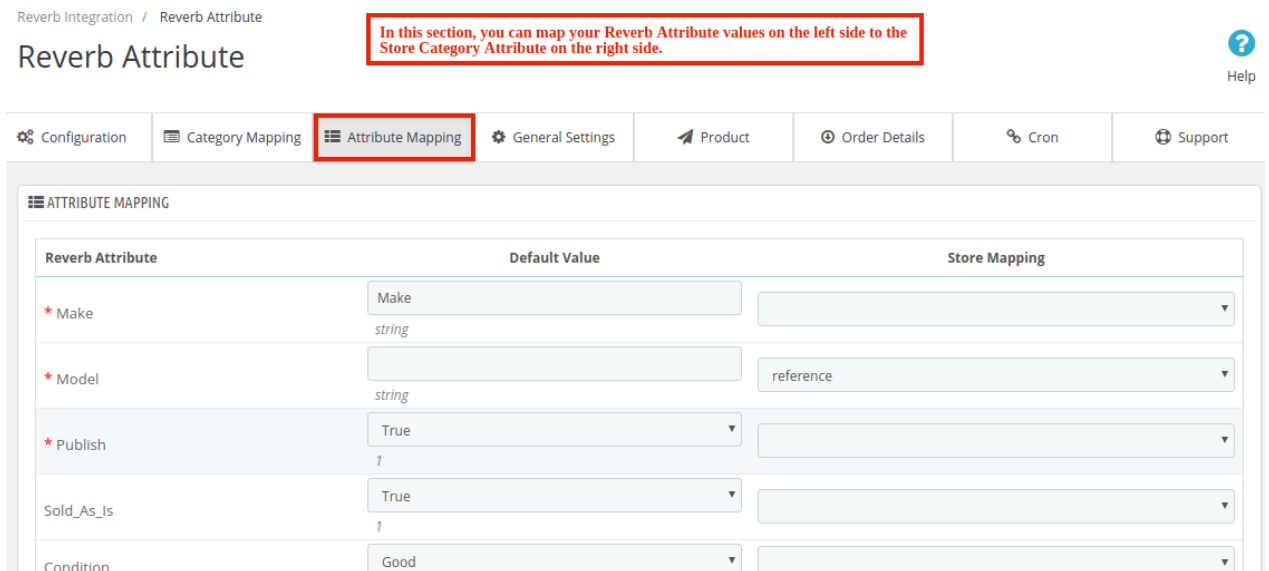 Reverb Integration / Reverb Attribute
In this section, you can map your Reverb Attribute values on the left side to the
Store Category Attribute on the right side.
Reverb Attribute
Help
Configuration
Category Mapping
Attribute Mapping
General Settings
Product
Order Details
Cron
Support
ATTRIBUTE MAPPING
Reverb Attribute
Default Value
Store Mapping
* Make
Make
string
* Model
string
reference
* Publish
True
1
Sold_As_Is
True
1
Condition
Good